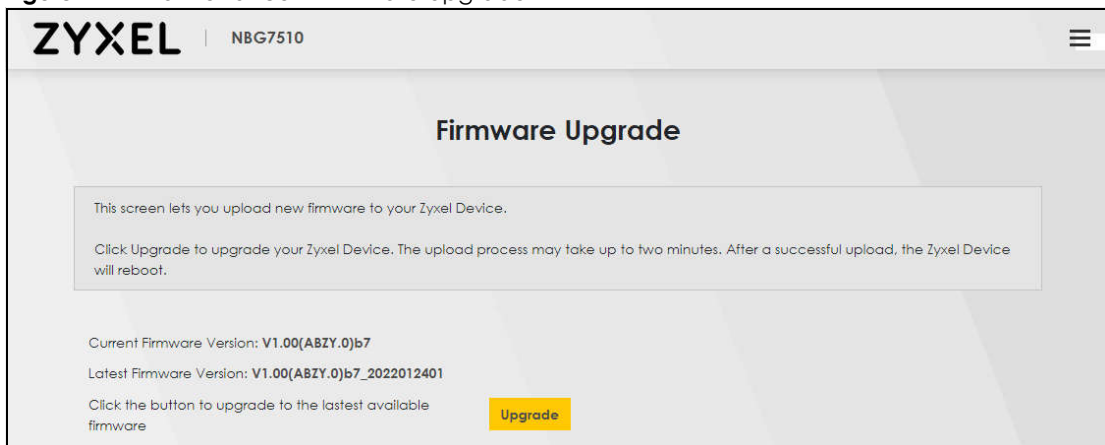 ZYXEL NBG7510
Firmware Upgrade
This screen lets you upload new firmware to your Zyxel Device.
Click Upgrade to upgrade your Zyxel Device. The upload process may take up to two minutes. After a successful upload, the Zyxel Device
will reboot.
Current Firmware Version: V1.00(ABZY.0)b7
Latest Firmware Version: V1.00(ABZY.0)b7_2022012401
Click the button to upgrade to the lastest available
firmware
Upgrade